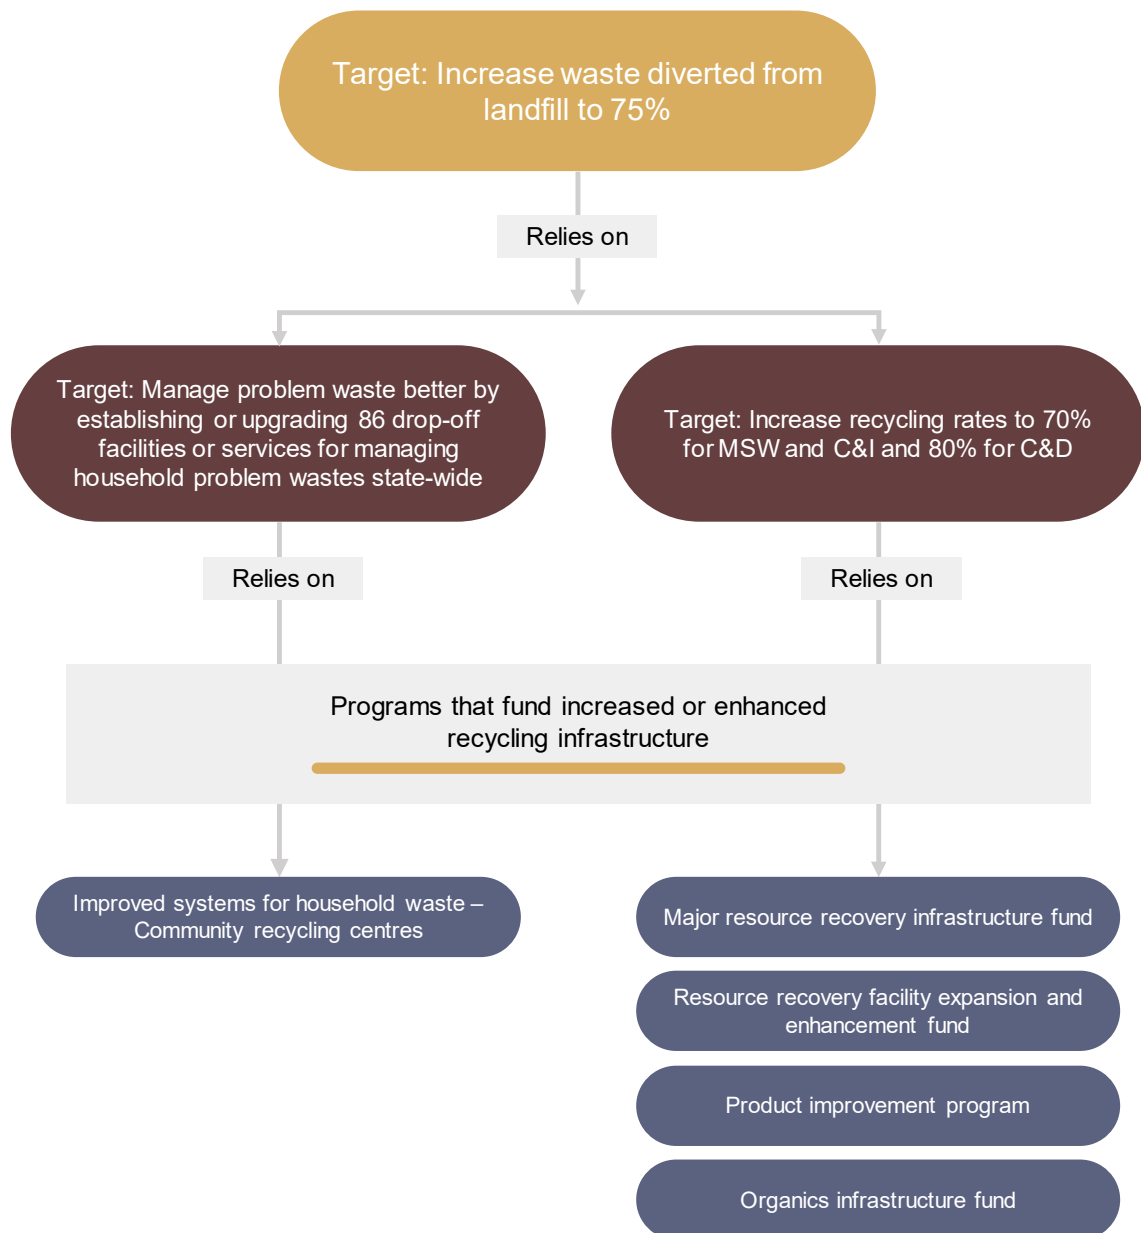 Target: Increase waste diverted from
landfill to 75%
Relies on
Target: Manage problem waste better by
establishing or upgrading 86 drop-off
facilities or services for managing
household problem wastes state-wide
Target: Increase recycling rates to 70%
for MSW and C&I and 80% for C&D
Relies on
Relies on
Programs that fund increased or enhanced
recycling infrastructure
Improved systems for household waste –
Community recycling centres
Major resource recovery infrastructure fund
Resource recovery facility expansion and
enhancement fund
Product improvement program
Organics infrastructure fund